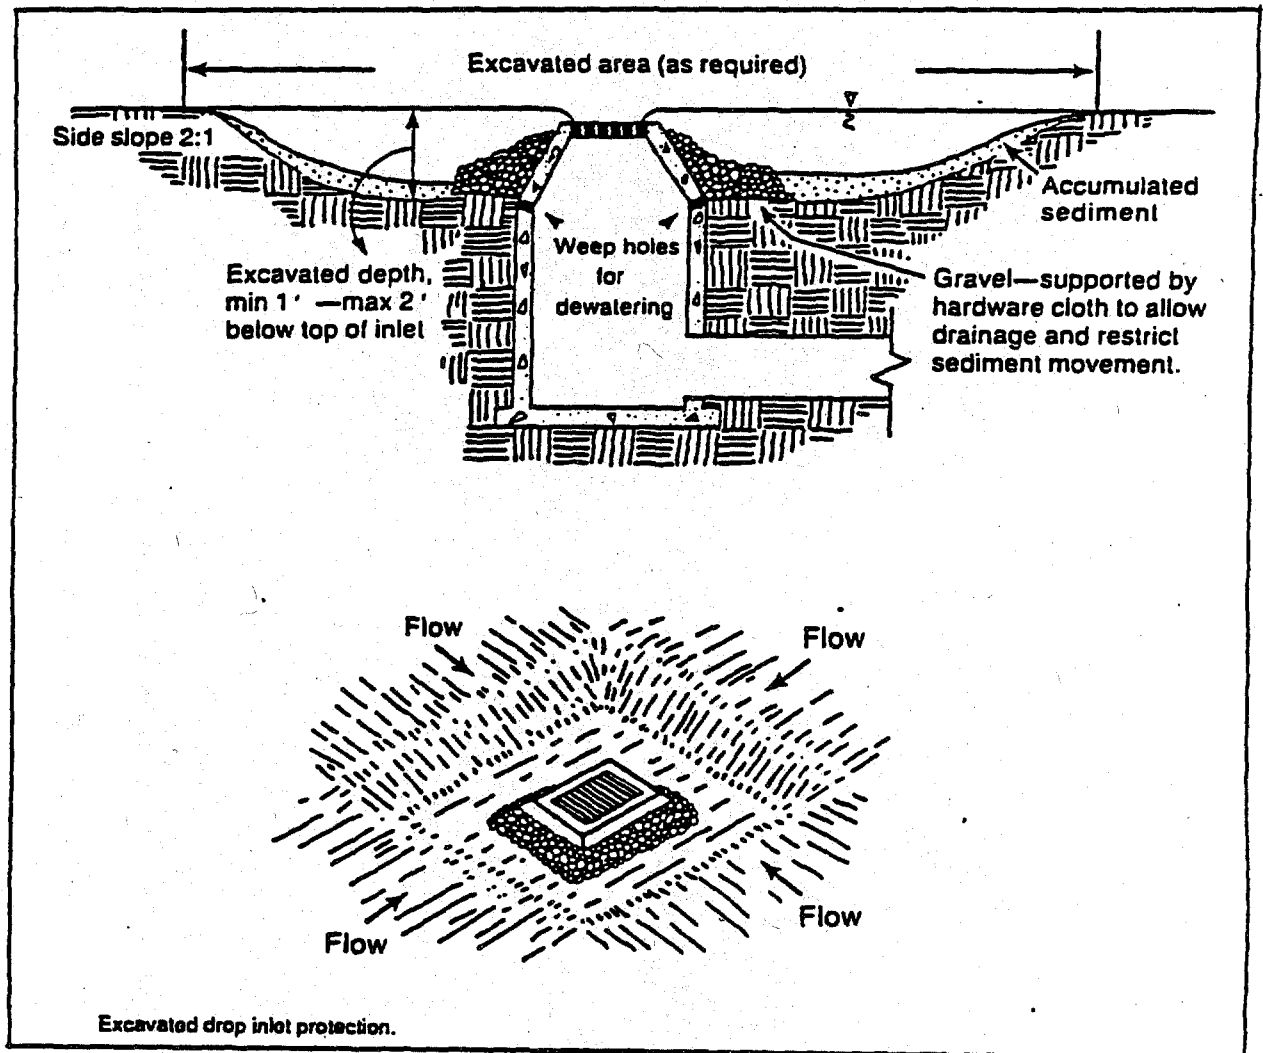 Excavated area (as required)
Side slope 2:1
Accumulated
sediment
Weep holes
for
dewatering
Excavated depth,
min 1' —max 2'
below top of inlet
Gravel—supported by
hardware cloth to allow
drainage and restrict
sediment movement.
Flow
Flow
Flow
Flow
Excavated drop inlet protection.